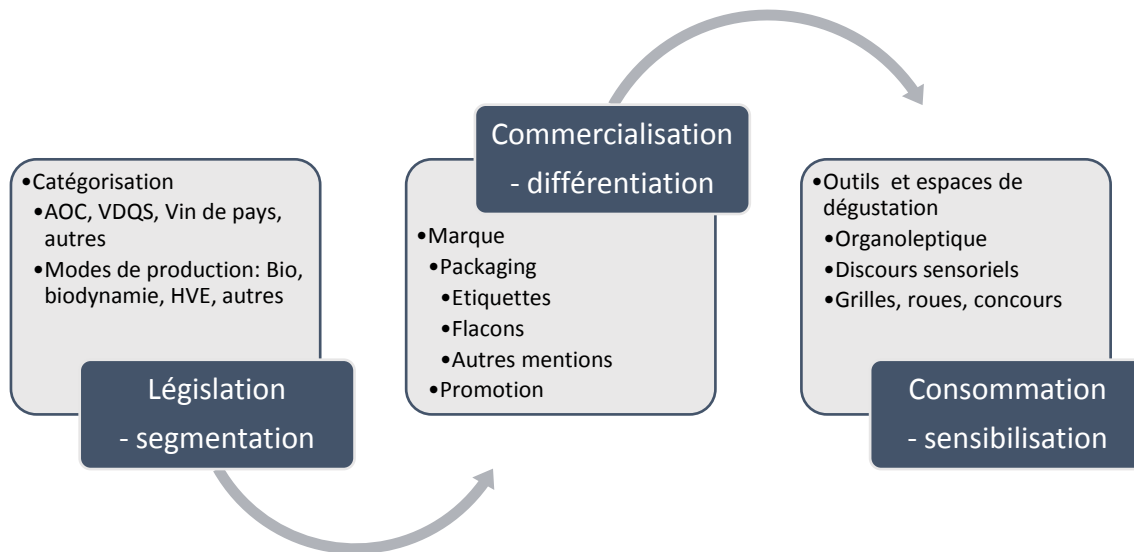 •Catégorisation
•AOC, VDQS, Vin de pays,
autres
•Modes de production: Bio,
biodynamie, HVE, autres
Législation
- segmentation
Commercialisation
- différentiation
•Marque
•Packaging
•Etiquettes
•Flacons
•Autres mentions
•Promotion
•Outils et espaces de
dégustation
•Organoleptique
•Discours sensoriels
•Grilles, roues, concours
Consommation
- sensibilisation